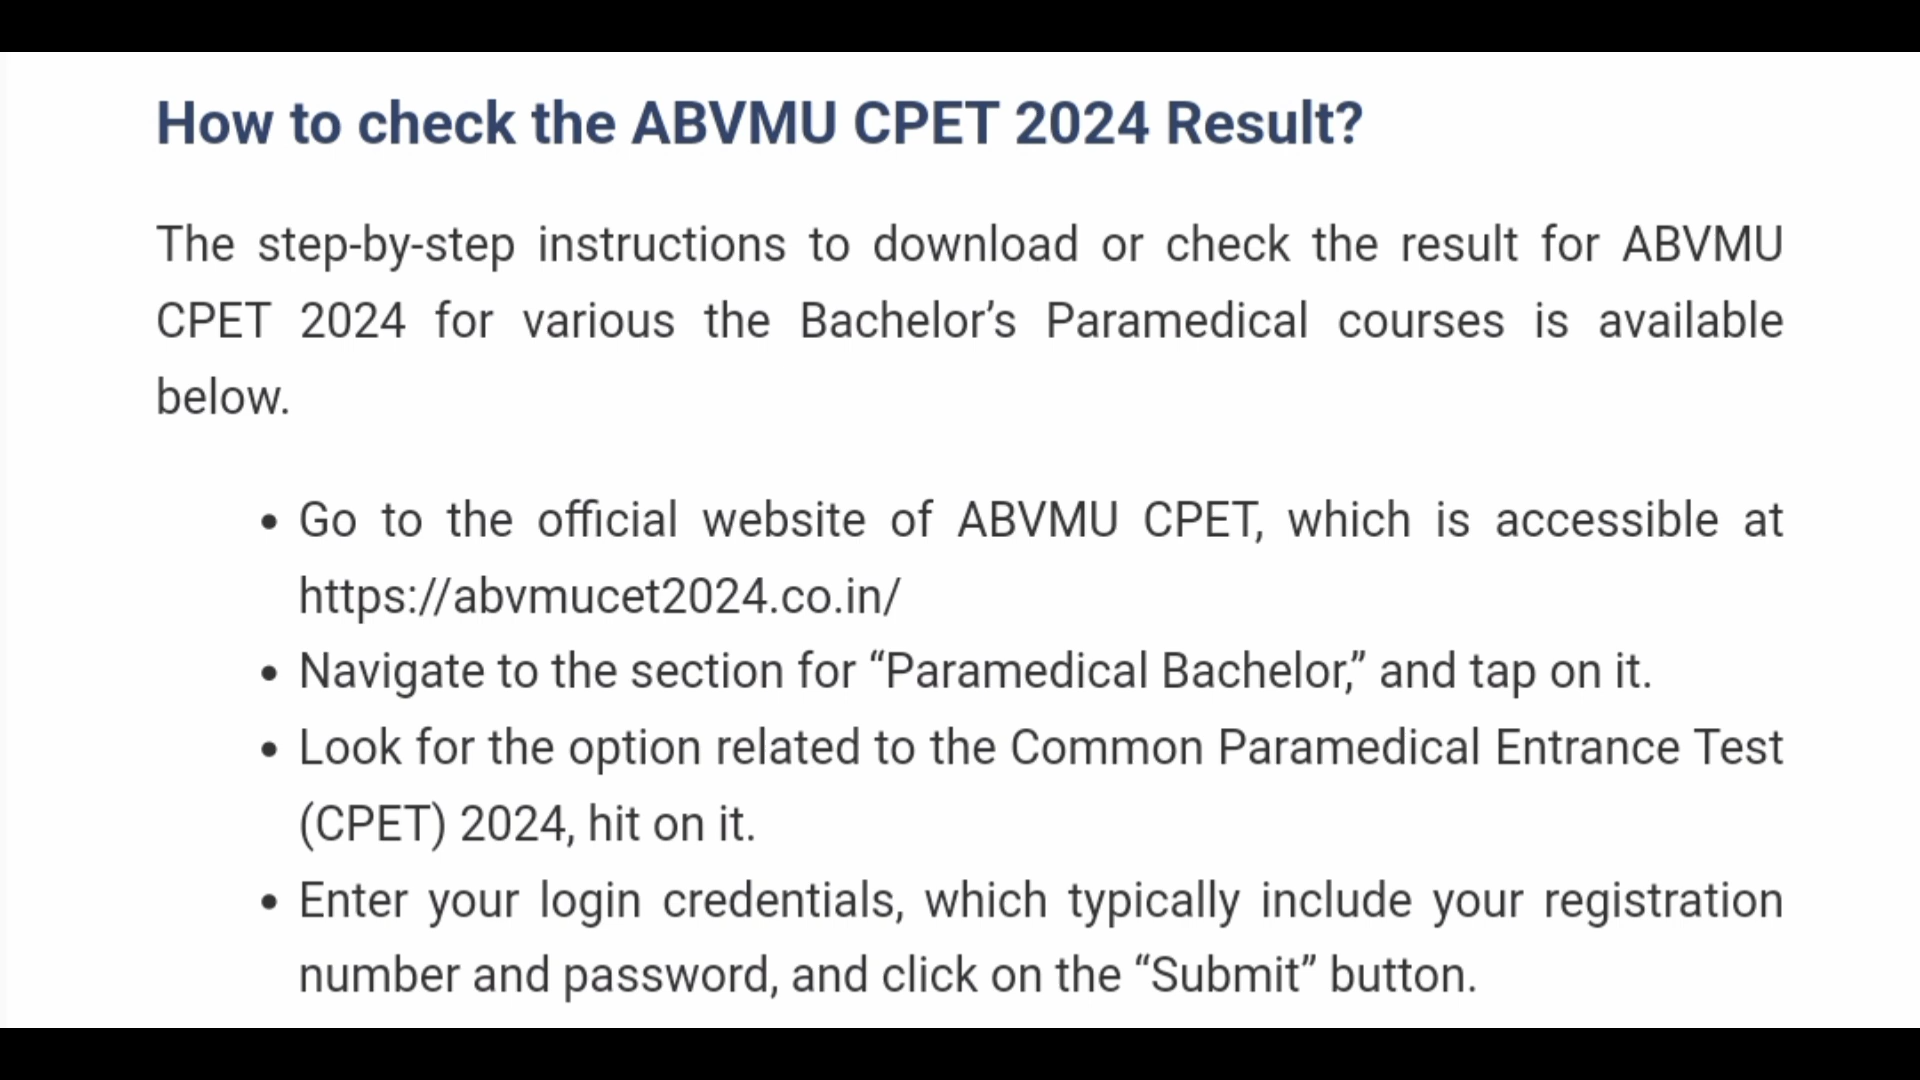 How to check the ABVMU CPET 2024 Result?
The step-by-step instructions to download or check the result for ABVMU
CPET 2024 for various the Bachelor’s Paramedical courses is available
below.
• Go to the official website of ABVMU CPET, which is accessible at
https://abvmucet2024.co.in/
• Navigate to the section for “Paramedical Bachelor,” and tap on it.
• Look for the option related to the Common Paramedical Entrance Test
(CPET) 2024, hit on it.
• Enter your login credentials, which typically include your registration
number and password, and click on the “Submit” button.